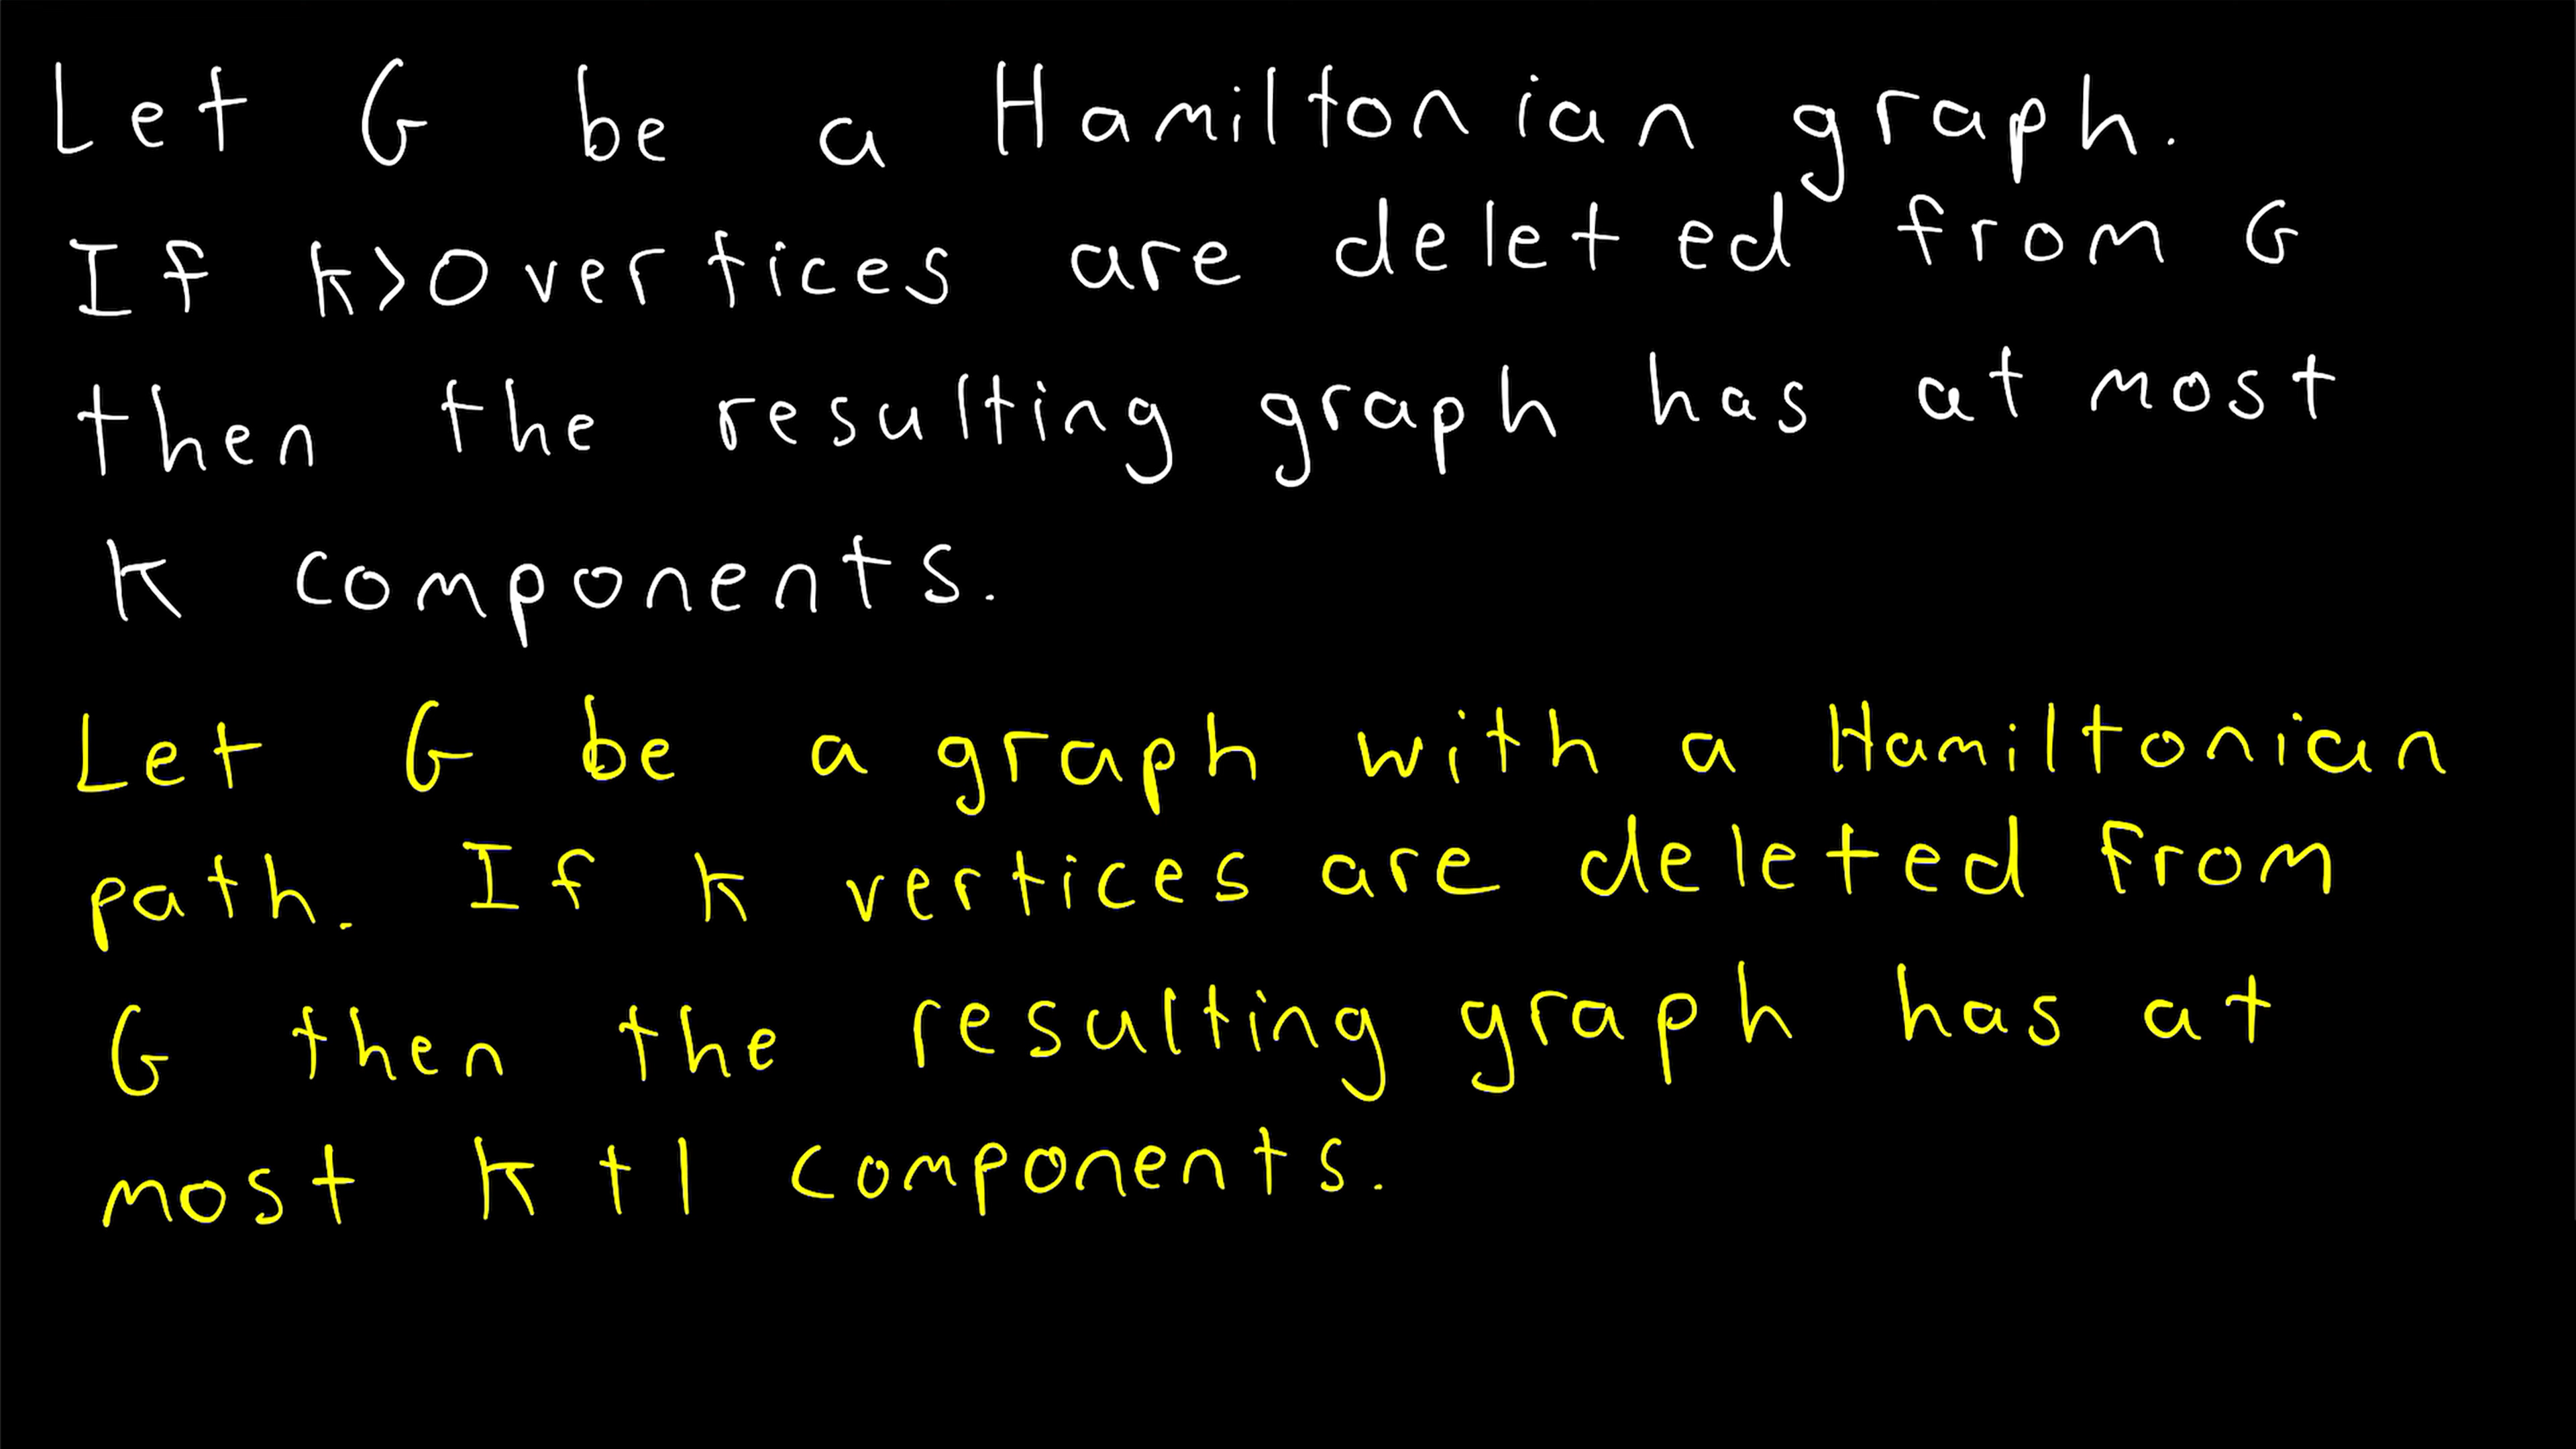 Let G be a Hamiltonian graph.
If k>0 vertices are deleted from G
then the resulting graph has at most
k components.
Let G be a graph with a Hamiltonian
path. If k vertices are deleted from
G then the resulting graph has at
most k+1 components.